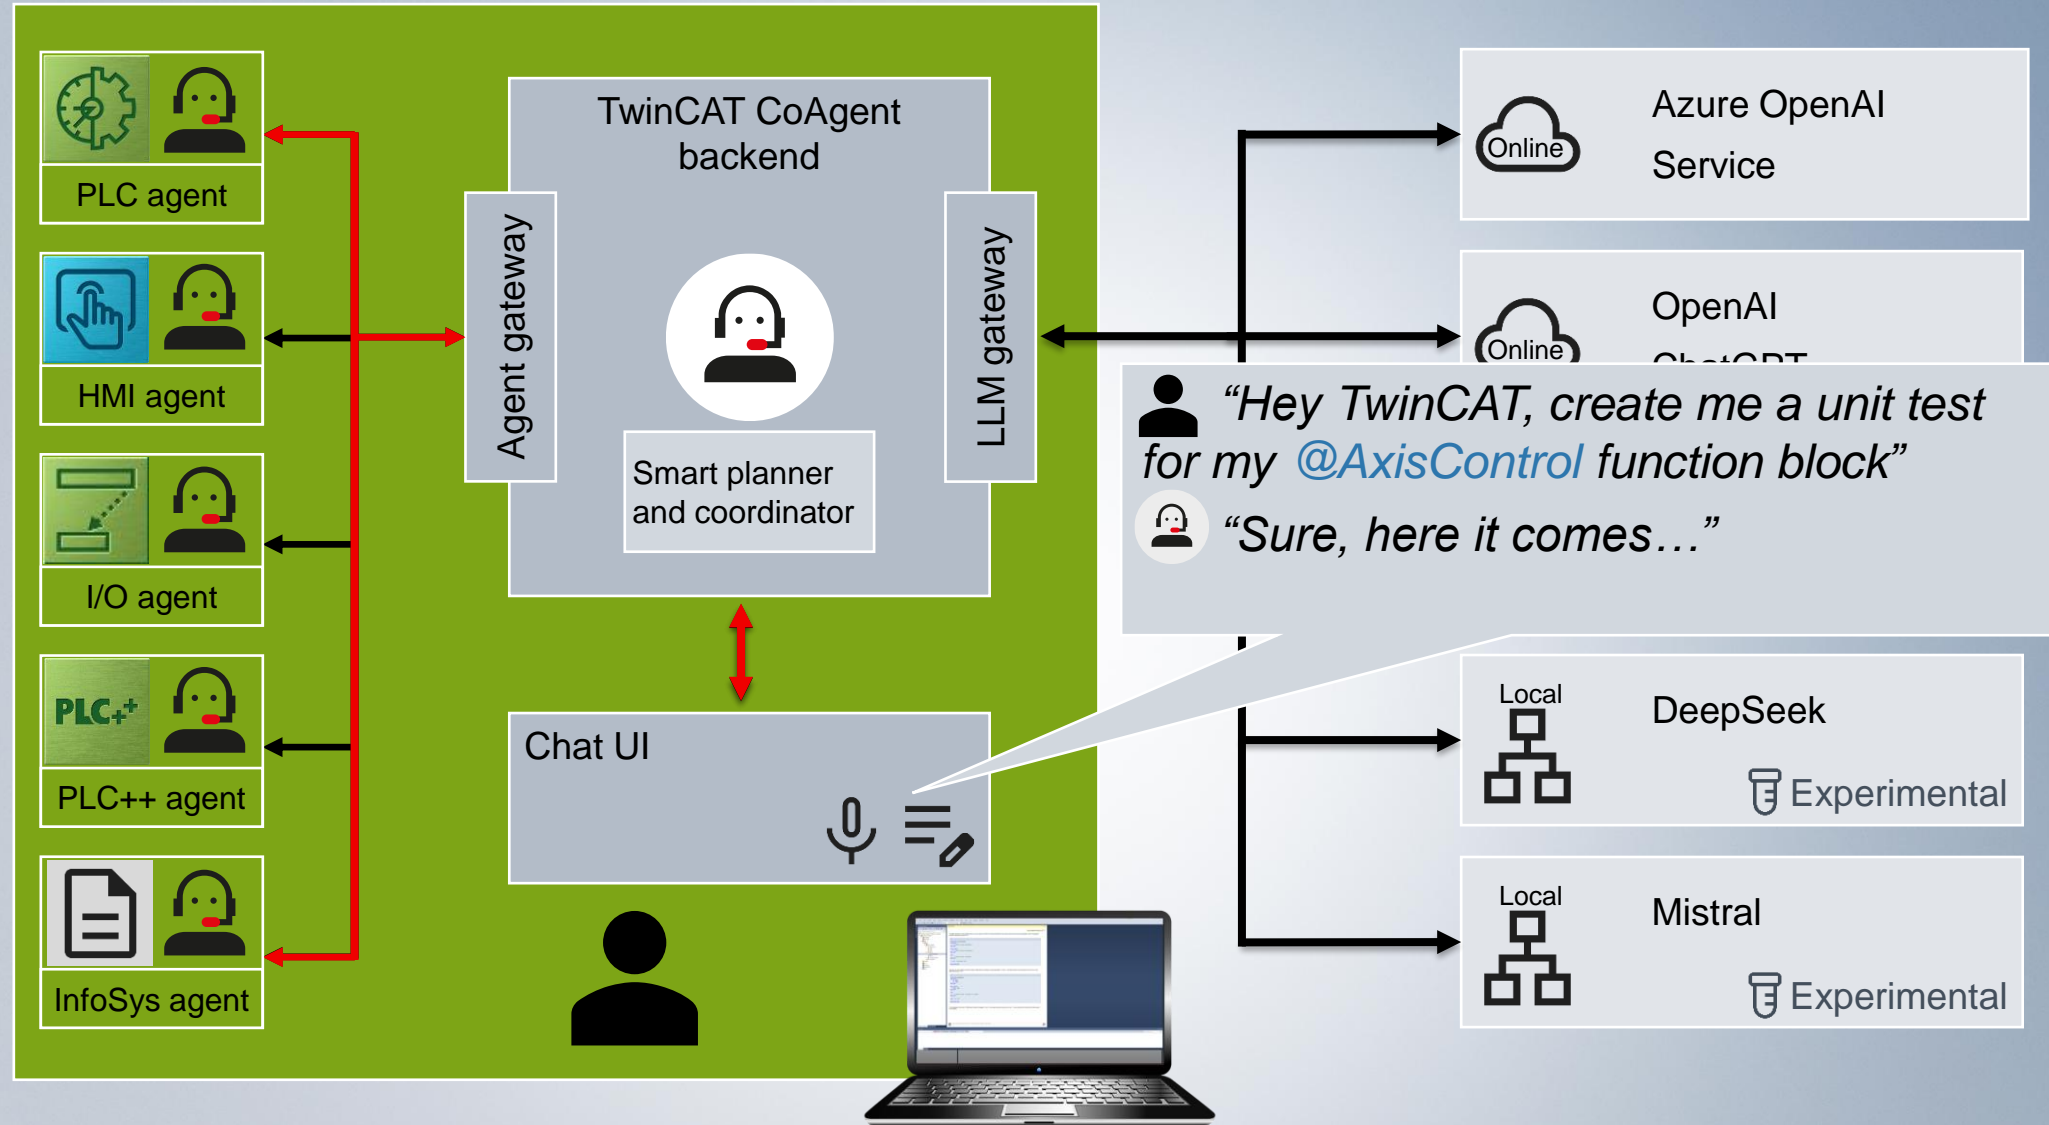 PLC agent
HMI agent
I/O agent
PLC++
PLC++ agent
InfoSys agent
TwinCAT CoAgent
backend
Agent gateway
LLM gateway
Smart planner
and coordinator
Chat UI
Online
Azure OpenAI
Service
Online
OpenAI
ChatGPT
“Hey TwinCAT, create me a unit test
for my @AxisControl function block”
“Sure, here it comes…”
Local
DeepSeek
Experimental
Local
Mistral
Experimental